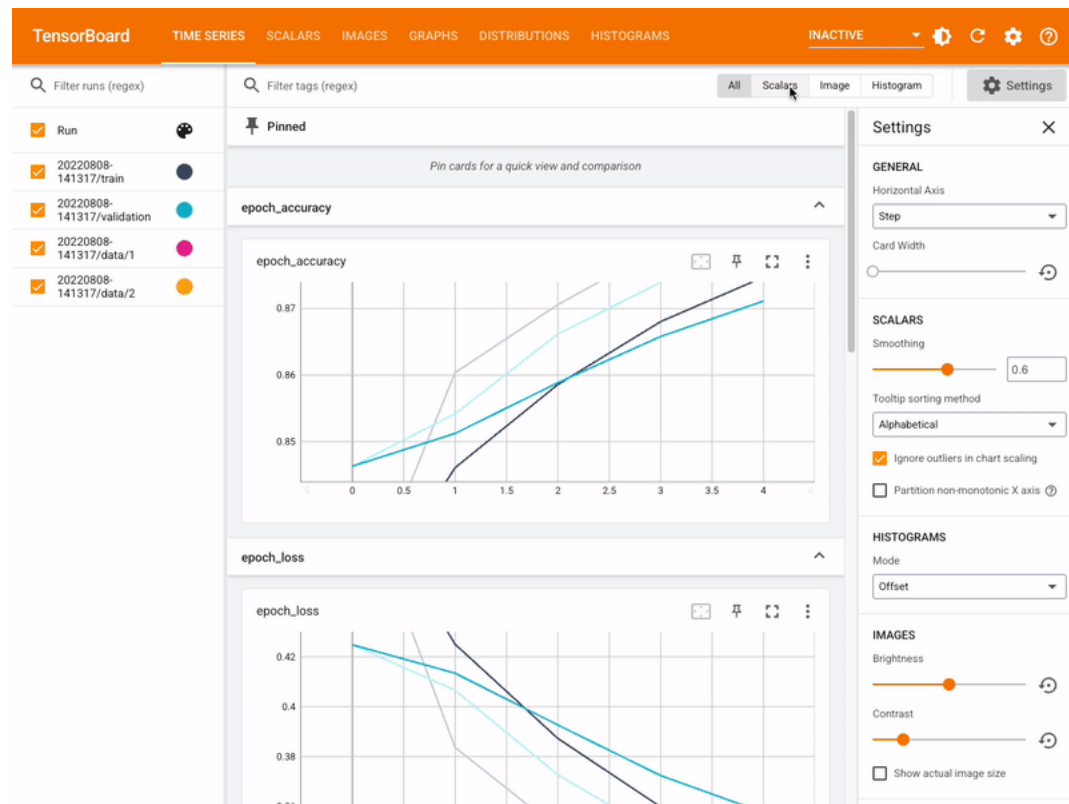 TensorBoard TIME SERIES SCALARS IMAGES GRAPHS DISTRIBUTIONS HISTOGRAMS INACTIVE
Filter runs (regex)
Filter tags (regex)
All Scalars Image Histogram
Settings
Run
20220808-
141317/train
20220808-
141317/validation
20220808-
141317/data/1
20220808-
141317/data/2
Pinned
Pin cards for a quick view and comparison
epoch_accuracy
epoch_accuracy
0.87
0.86
0.85
0 0.5 1 1.5 2 2.5 3 3.5 4
epoch_loss
epoch_loss
0.42
0.4
0.38
Settings
GENERAL
Horizontal Axis
Step
Card Width
SCALARS
Smoothing
0.6
Tooltip sorting method
Alphabetical
Ignore outliers in chart scaling
Partition non-monotonic X axis
HISTOGRAMS
Mode
Offset
IMAGES
Brightness
Contrast
Show actual image size